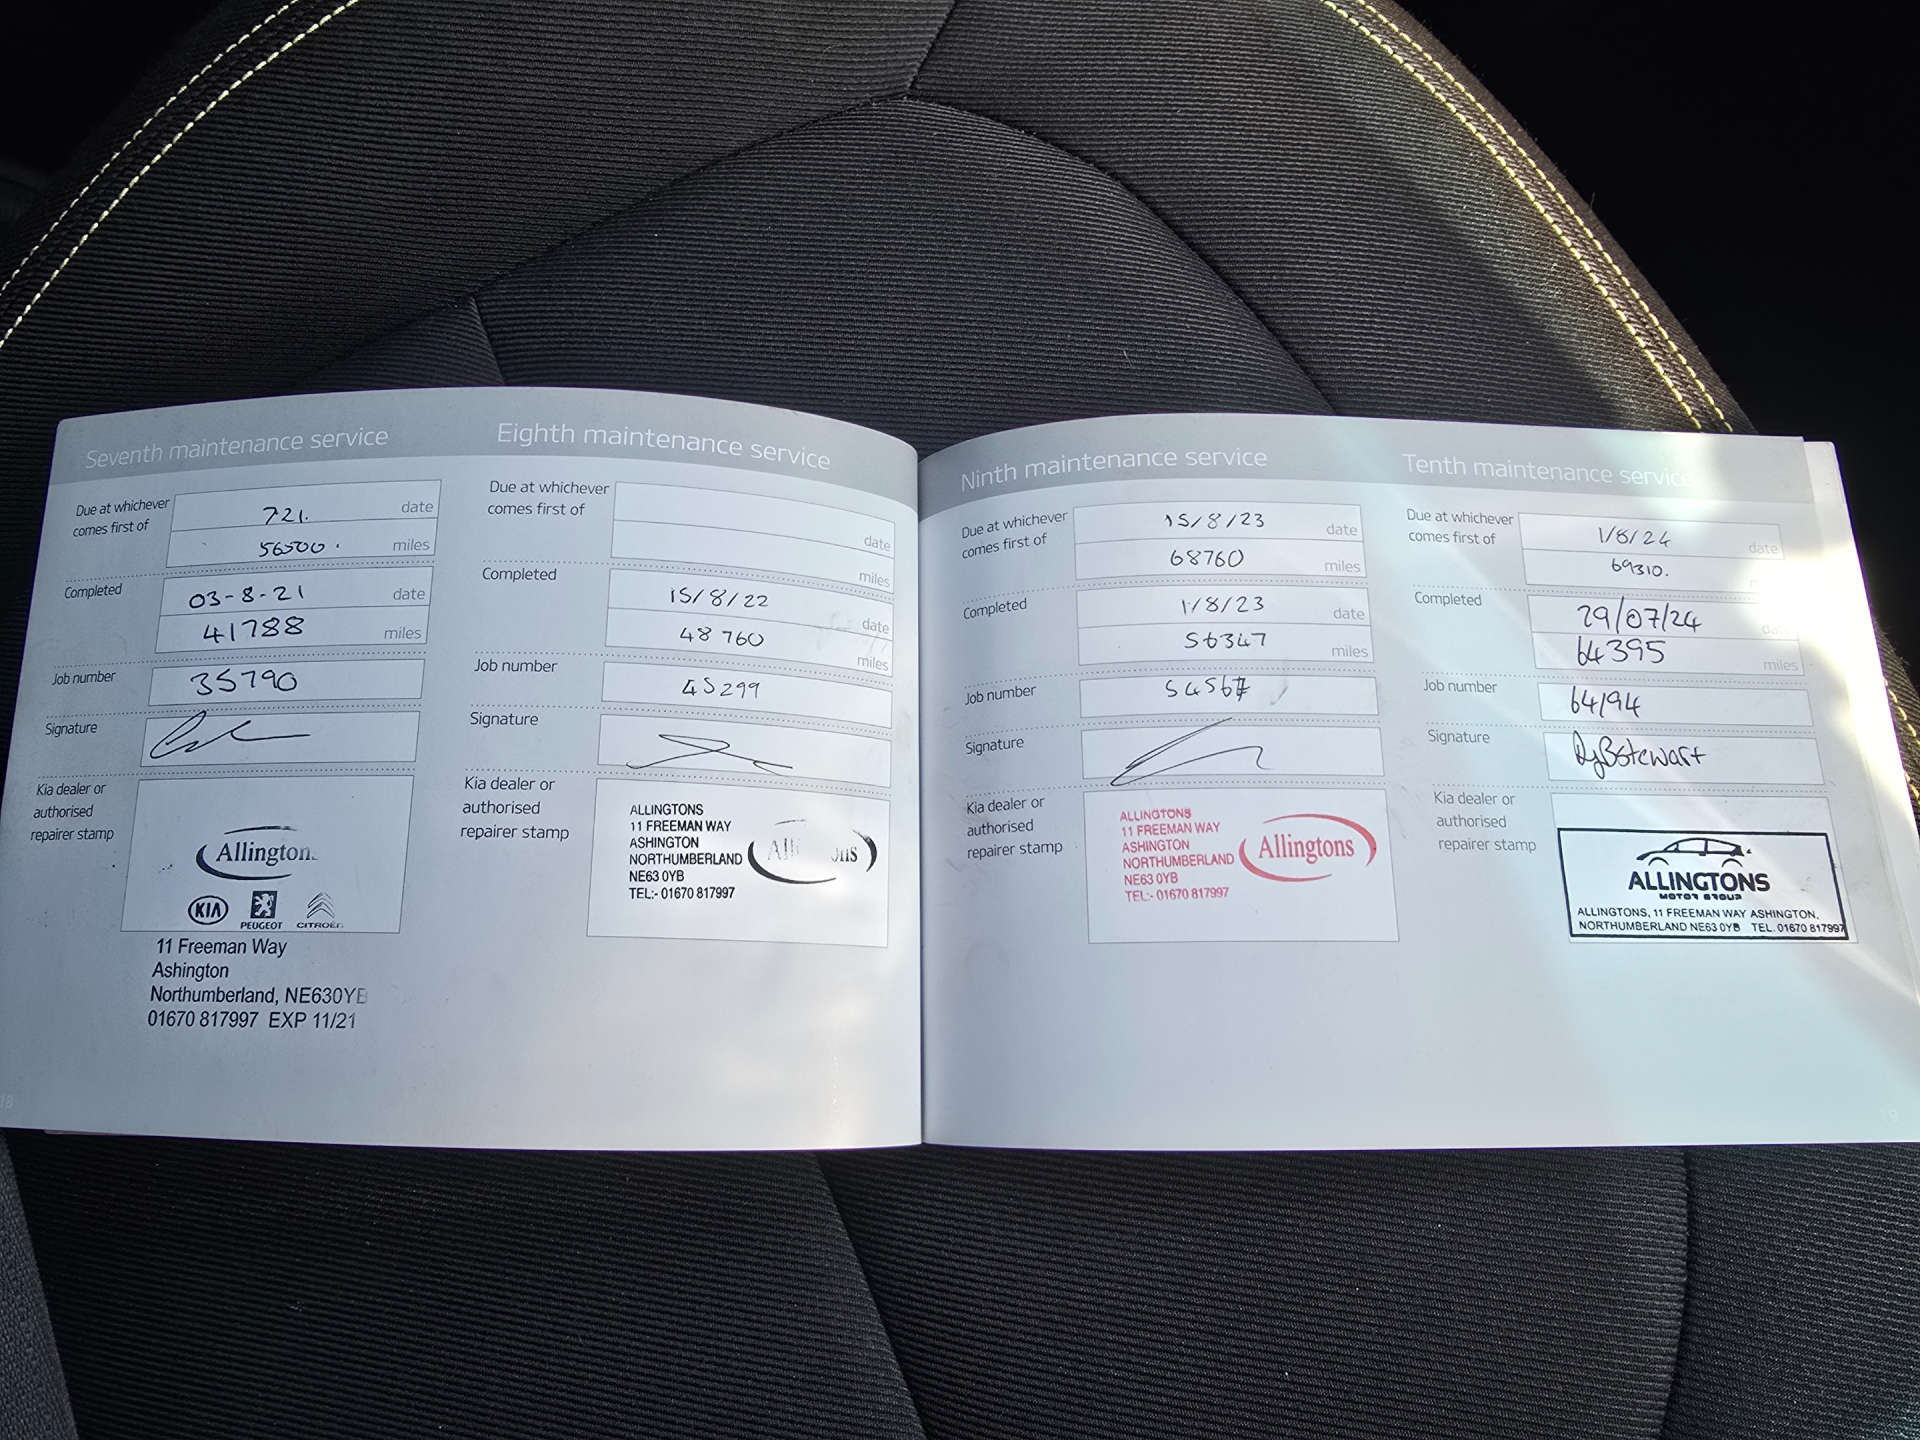 Seventh maintenance service
Due at whichever
comes first of
721. date
56500. miles
Completed
03-8-21 date
41788 miles
Job number
35790
Signature
Kia dealer or
authorised
repairer stamp
Allington
KIA
PEUGEOT CITROËN
11 Freeman Way
Ashington
Northumberland, NE630YB
01670 817997 EXP 11/21
18
Eighth maintenance service
Due at whichever
comes first of
date
miles
Completed
15/8/22 date
48760 miles
Job number
45299
Signature
Kia dealer or
authorised
repairer stamp
ALLINGTONS
11 FREEMAN WAY
ASHINGTON
NORTHUMBERLAND
NE63 0YB
TEL:- 01670 817997
Ninth maintenance service
Due at whichever
comes first of
15/8/23 date
68760 miles
Completed
1/8/23 date
56347 miles
Job number
Signature
Kia dealer or
authorised
repairer stamp
ALLINGTONS
11 FREEMAN WAY
ASHINGTON
NORTHUMBERLAND
NE63 0YB
TEL:- 01670 817997
Allingtons
Tenth maintenance service
Due at whichever
comes first of
1/8/24 date
69310.
Completed
29/07/24
64395 miles
Job number
64194
Signature
Kia dealer or
authorised
repairer stamp
ALLINGTONS
MOTOR GROUP
ALLINGTONS, 11 FREEMAN WAY ASHINGTON,
NORTHUMBERLAND NE63 0YB TEL. 01670 817997
19